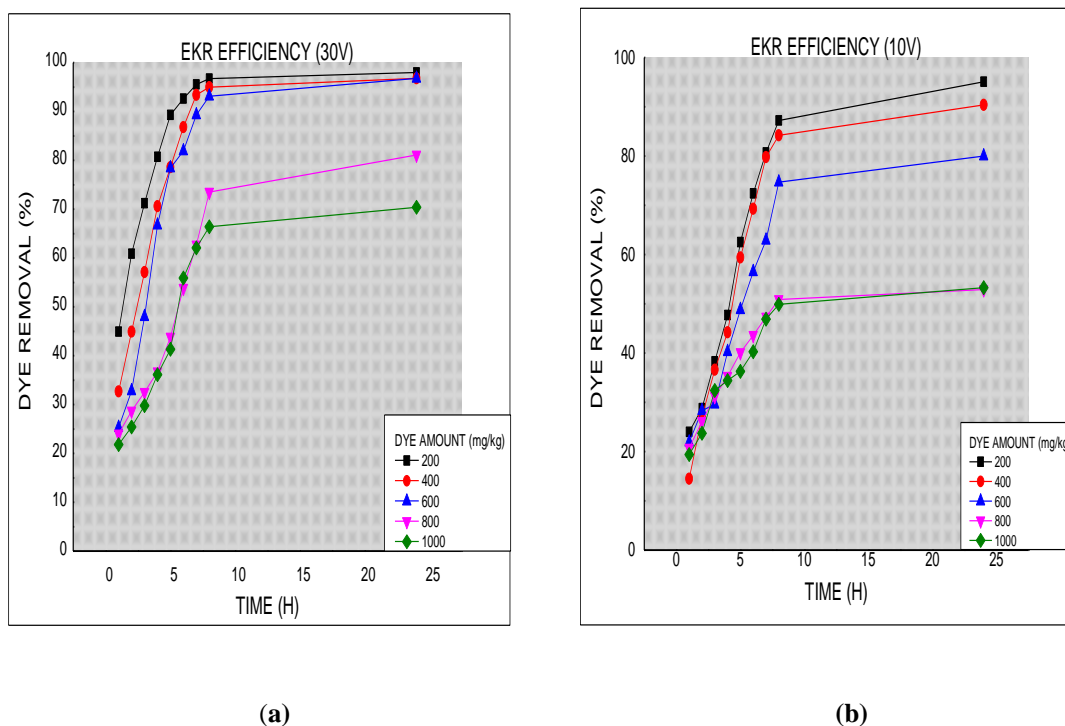 EKR EFFICIENCY (30V)
100
90
80
70
60
50
40
30
20
10
0
DYE REMOVAL (%)
DYE AMOUNT (mg/kg)
200
400
600
800
1000
0 5 10 15 20 25
TIME (H)
(a)
EKR EFFICIENCY (10V)
100
80
60
40
20
0
DYE REMOVAL (%)
DYE AMOUNT (mg/kg)
200
400
600
800
1000
0 5 10 15 20 25
TIME (H)
(b)